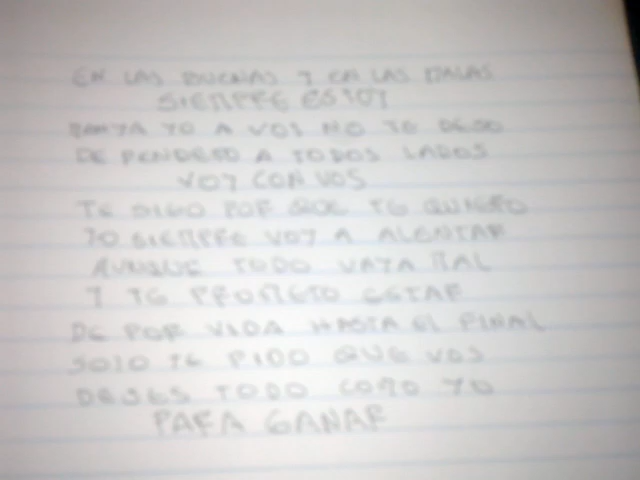 EN LAS BUENAS Y EN LAS MALAS
SIEMPRE ESTOY
YO A VOS NO TE DEJO
DE PENDEJO A TODOS LADOS
VOY CON VOS
TE SIGO POR QUE TE QUIERO
YO SIEMPRE VOY A ALENTAR
AUNQUE TODO VAYA MAL
Y TE PROMETO ESTAR
DE POR VIDA HASTA EL FINAL
SOLO TE PIDO QUE VOS
DEJES TODO COMO YO
PARA GANAR